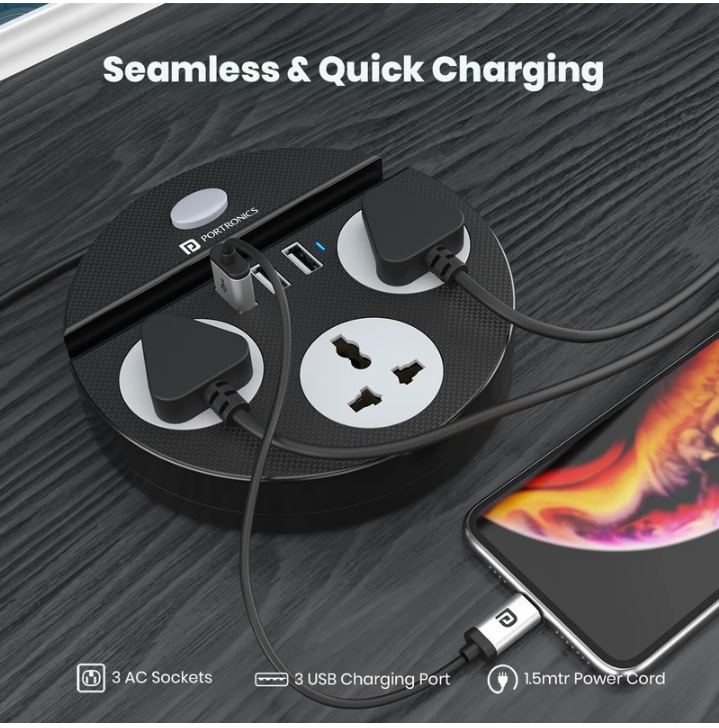 Seamless & Quick Charging
PORTRONICS
3 AC Sockets
3 USB Charging Port
1.5mtr Power Cord